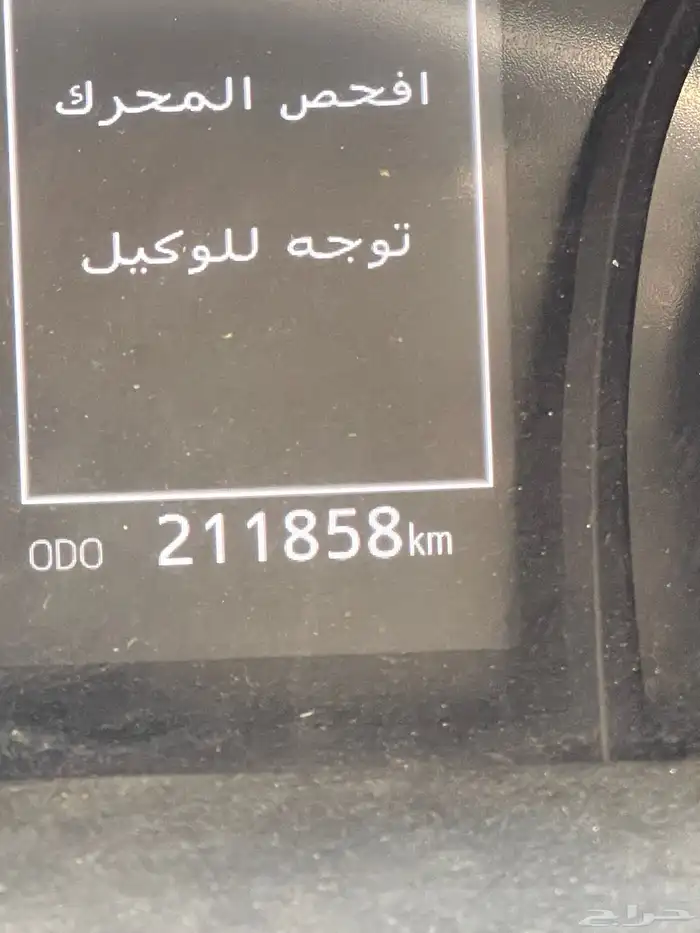 افحص المحرك
توجه للوكيل
ODO 211858km
حراج